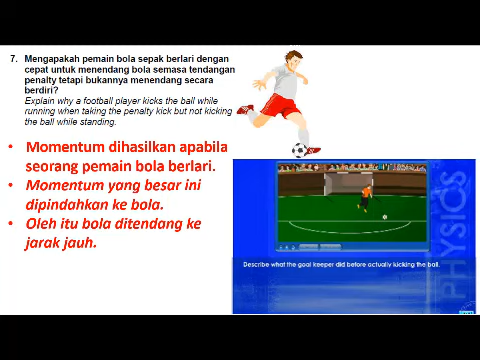 7. Mengapakah pemain bola sepak berlari dengan
cepat untuk menendang bola semasa tendangan
penalty tetapi bukannya menendang secara
berdiri?
Explain why a football player kicks the ball while
running when taking the penalty kick but not kicking
the ball while standing.
• Momentum dihasilkan apabila
seorang pemain bola berlari.
• Momentum yang besar ini
dipindahkan ke bola.
• Oleh itu bola ditendang ke
jarak jauh.
Describe what the goal keeper did before actually kicking the ball.
PHYSICS